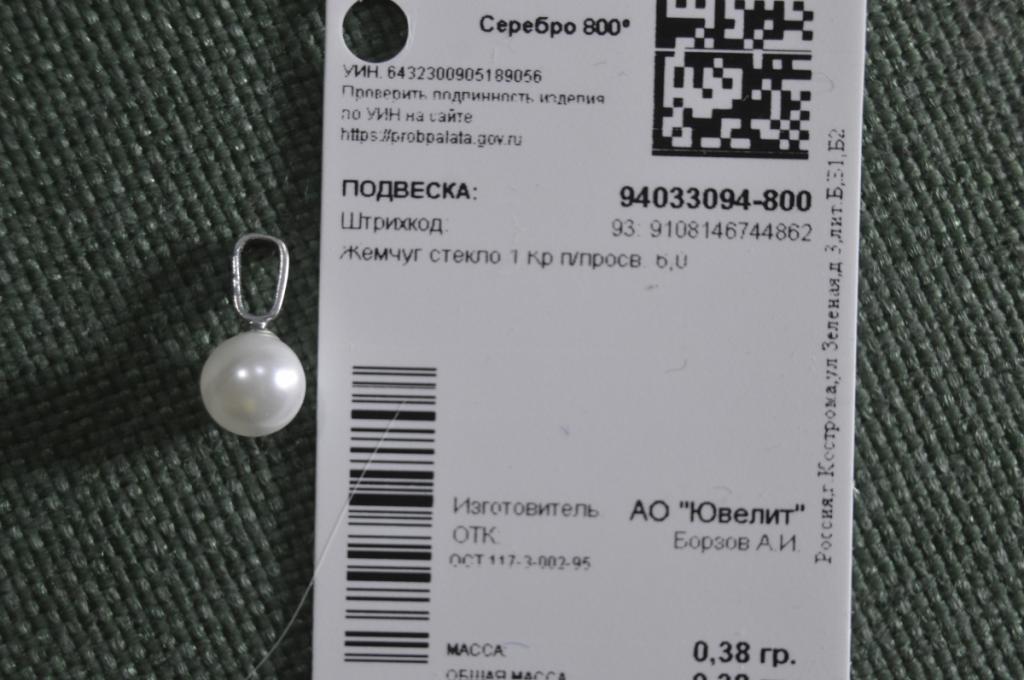 Серебро 800°
УИН. 6432300905189056
Проверить подлинность изделия
по УИН на сайте
https://probpalata.gov.ru
ПОДВЕСКА: 94033094-800
Штрихкод: 93: 9108146744862
Жемчуг стекло 1 Кр п/просв. 6,0
Изготовитель АО "Ювелит"
ОТК: Борзов А.И.
ОСТ 117-3-002-95
МАССА: 0,38 гр.
ОБЩАЯ МАССА
Россия,г.Кострома,ул Зеленая,д 3,лит.Б,Б1,Б2